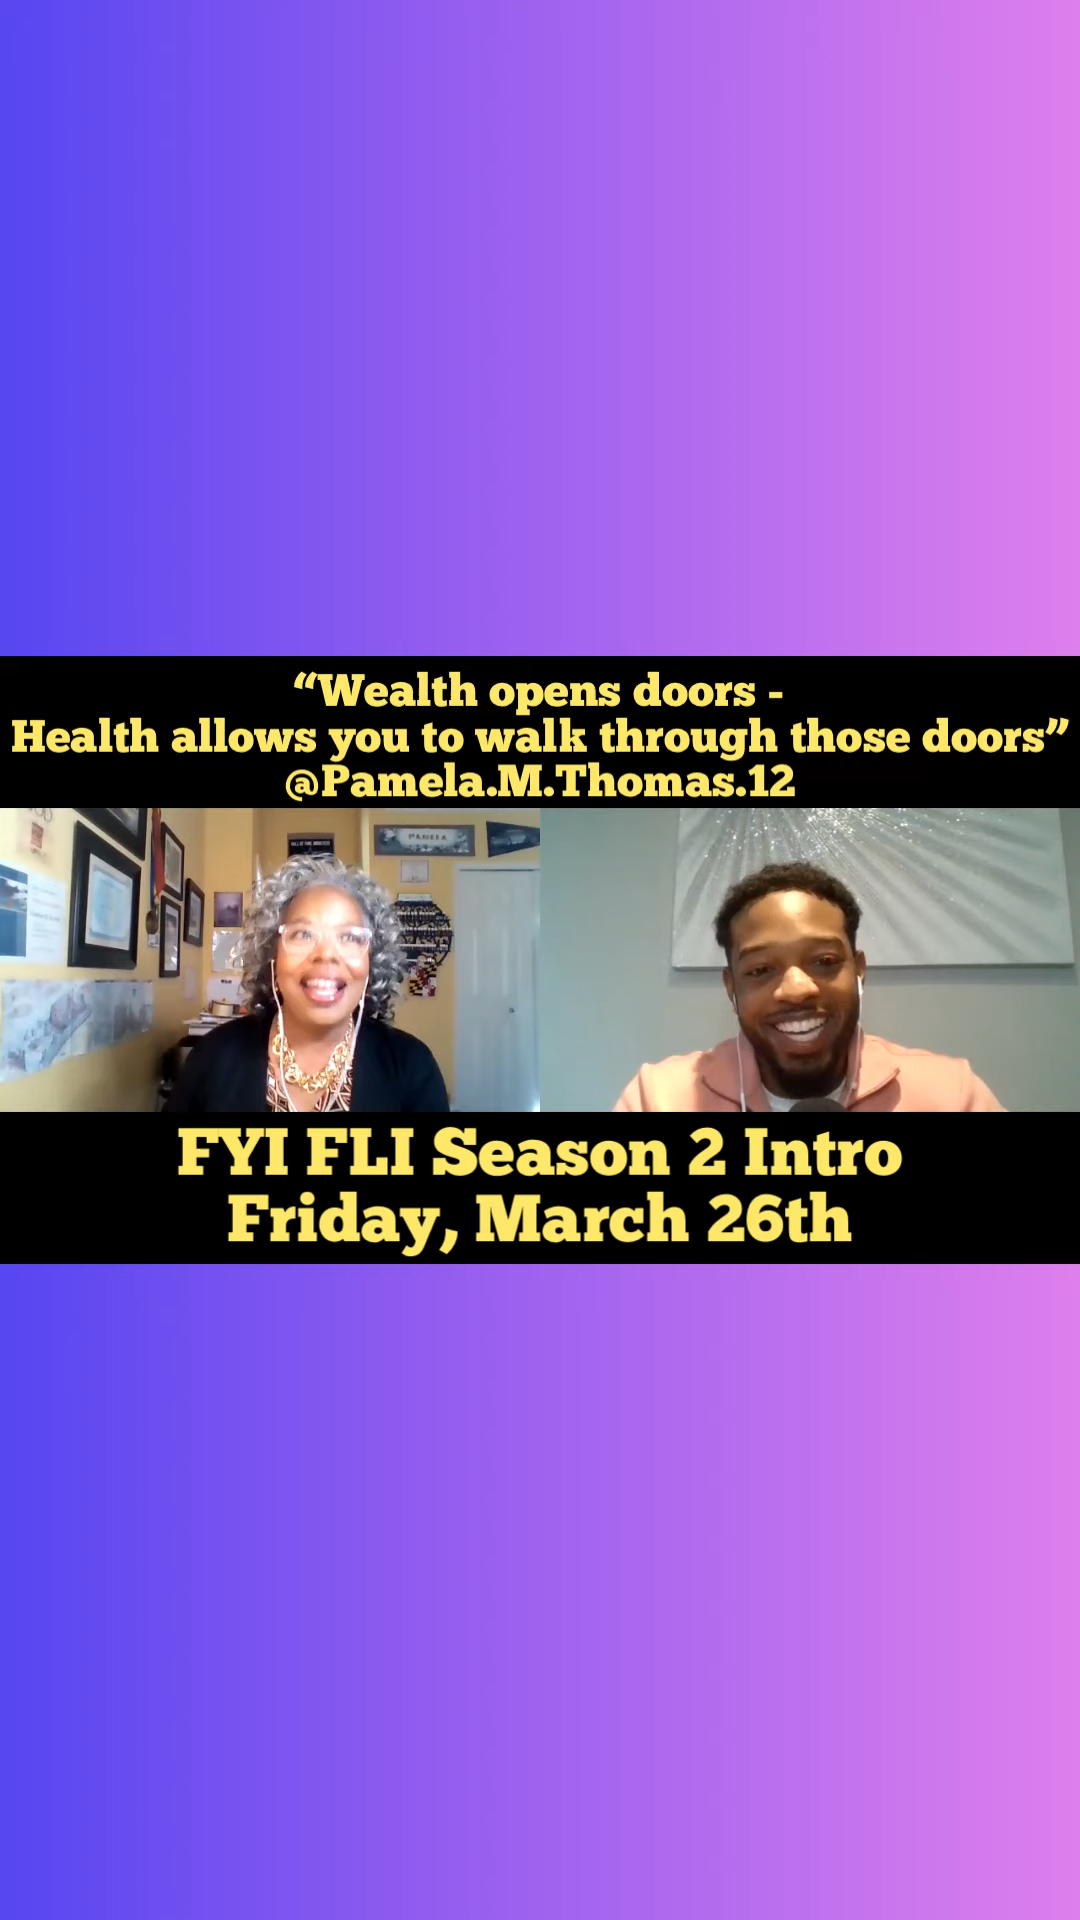 “Wealth opens doors -
Health allows you to walk through those doors”
@Pamela.M.Thomas.12
PAMELA
FYI FLI Season 2 Intro
Friday, March 26th